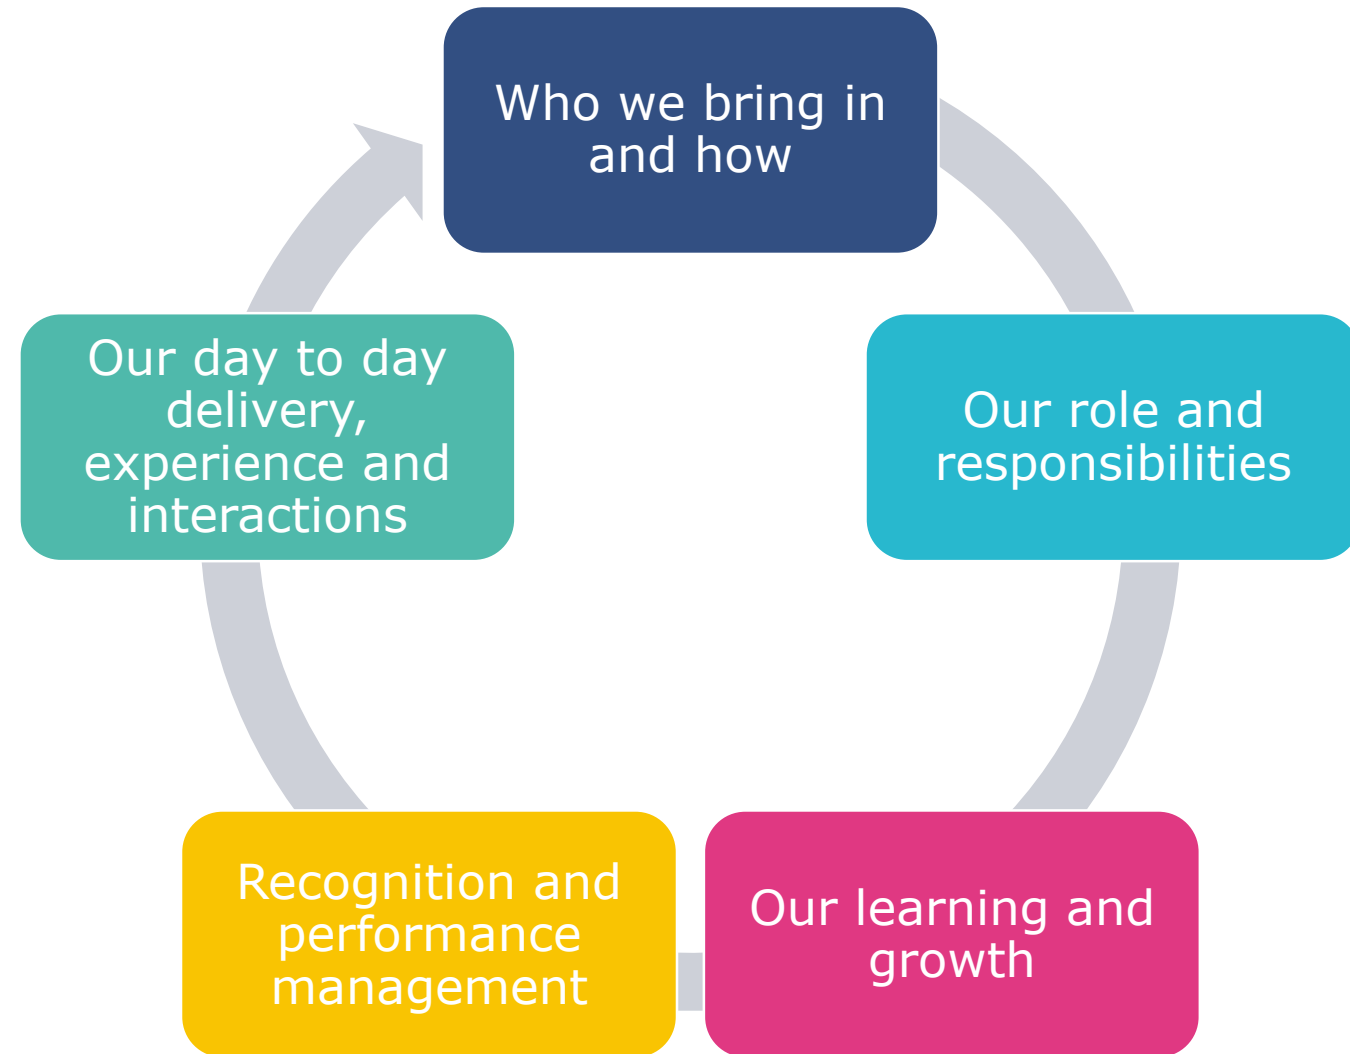 Who we bring in
and how
Our role and
responsibilities
Our learning and
growth
Recognition and
performance
management
Our day to day
delivery,
experience and
interactions